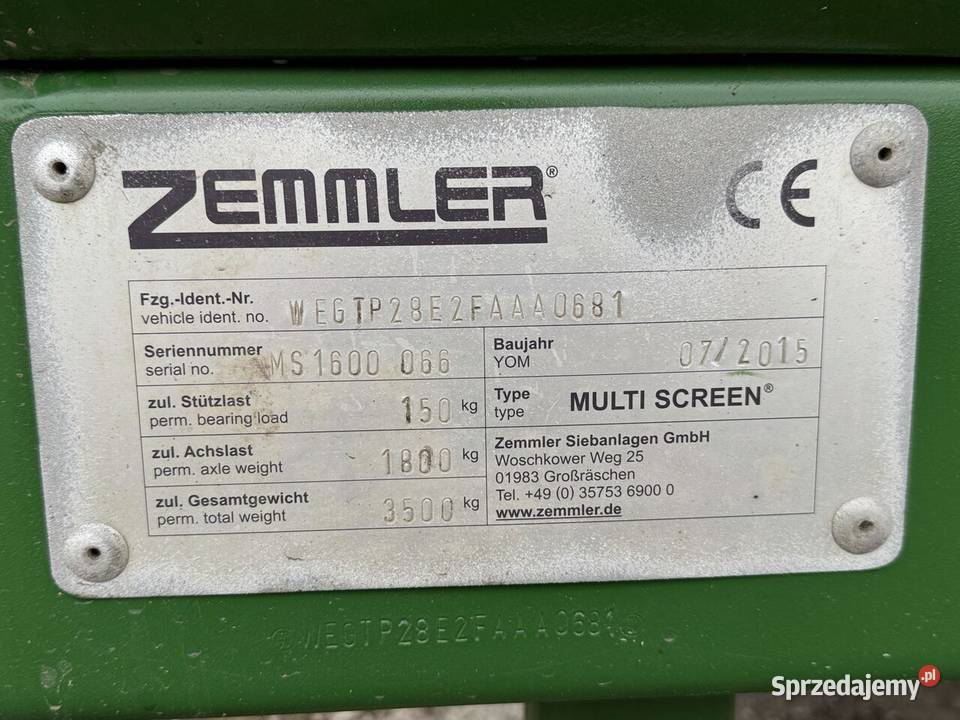 ZEMMLER®
CE
Fzg.-Ident.-Nr.
vehicle ident. no. WEGTP28E2FAAA0681
Seriennummer
serial no. MS1600 066
Baujahr
YOM 07/2015
zul. Stützlast
perm. bearing load 150 kg
Type
type MULTI SCREEN®
zul. Achslast
perm. axle weight 1800 kg
zul. Gesamtgewicht
perm. total weight 3500 kg
Zemmler Siebanlagen GmbH
Woschkower Weg 25
01983 Großräschen
Tel. +49 (0) 35753 6900 0
www.zemmler.de
WEGTP28E2FAAA0681
Sprzedajemy.pl